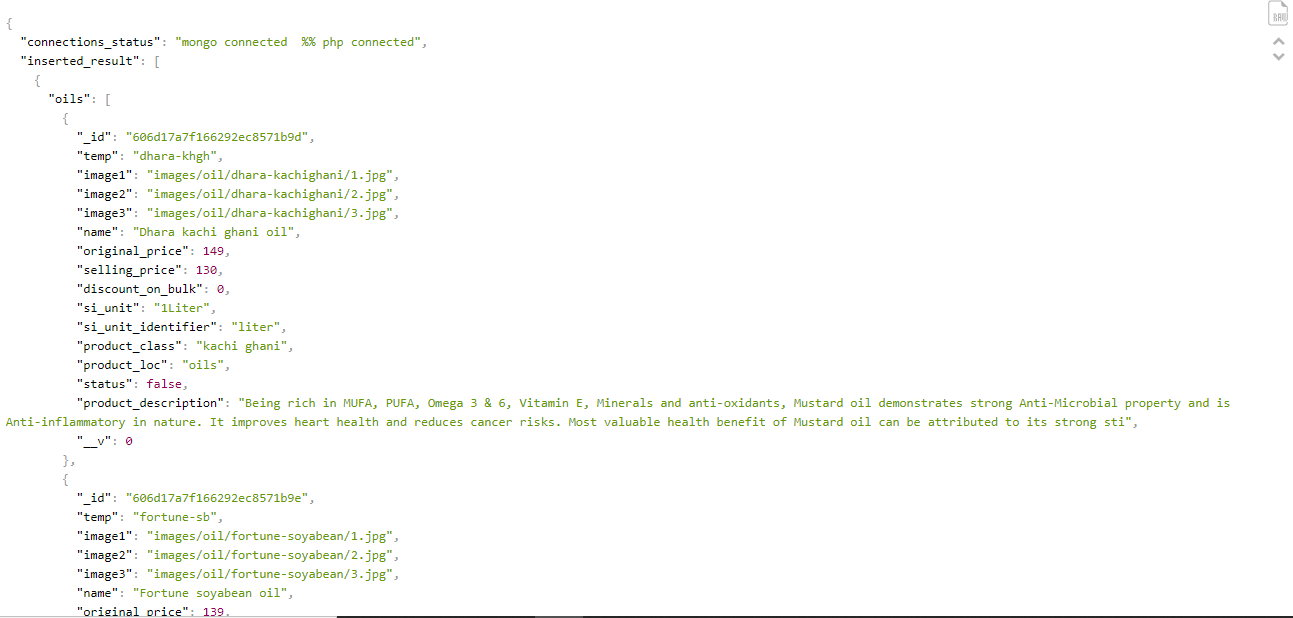 RAW
{
"connections_status": "mongo connected  %% php connected",
"inserted_result": [
{
"oils": [
{
"_id": "606d17a7f166292ec8571b9d",
"temp": "dhara-khgh",
"image1": "images/oil/dhara-kachighani/1.jpg",
"image2": "images/oil/dhara-kachighani/2.jpg",
"image3": "images/oil/dhara-kachighani/3.jpg",
"name": "Dhara kachi ghani oil",
"original_price": 149,
"selling_price": 130,
"discount_on_bulk": 0,
"si_unit": "1Liter",
"si_unit_identifier": "liter",
"product_class": "kachi ghani",
"product_loc": "oils",
"status": false,
"product_description": "Being rich in MUFA, PUFA, Omega 3 & 6, Vitamin E, Minerals and anti-oxidants, Mustard oil demonstrates strong Anti-Microbial property and is
Anti-inflammatory in nature. It improves heart health and reduces cancer risks. Most valuable health benefit of Mustard oil can be attributed to its strong sti",
"__v": 0
},
{
"_id": "606d17a7f166292ec8571b9e",
"temp": "fortune-sb",
"image1": "images/oil/fortune-soyabean/1.jpg",
"image2": "images/oil/fortune-soyabean/2.jpg",
"image3": "images/oil/fortune-soyabean/3.jpg",
"name": "Fortune soyabean oil",
"original_price": 139,